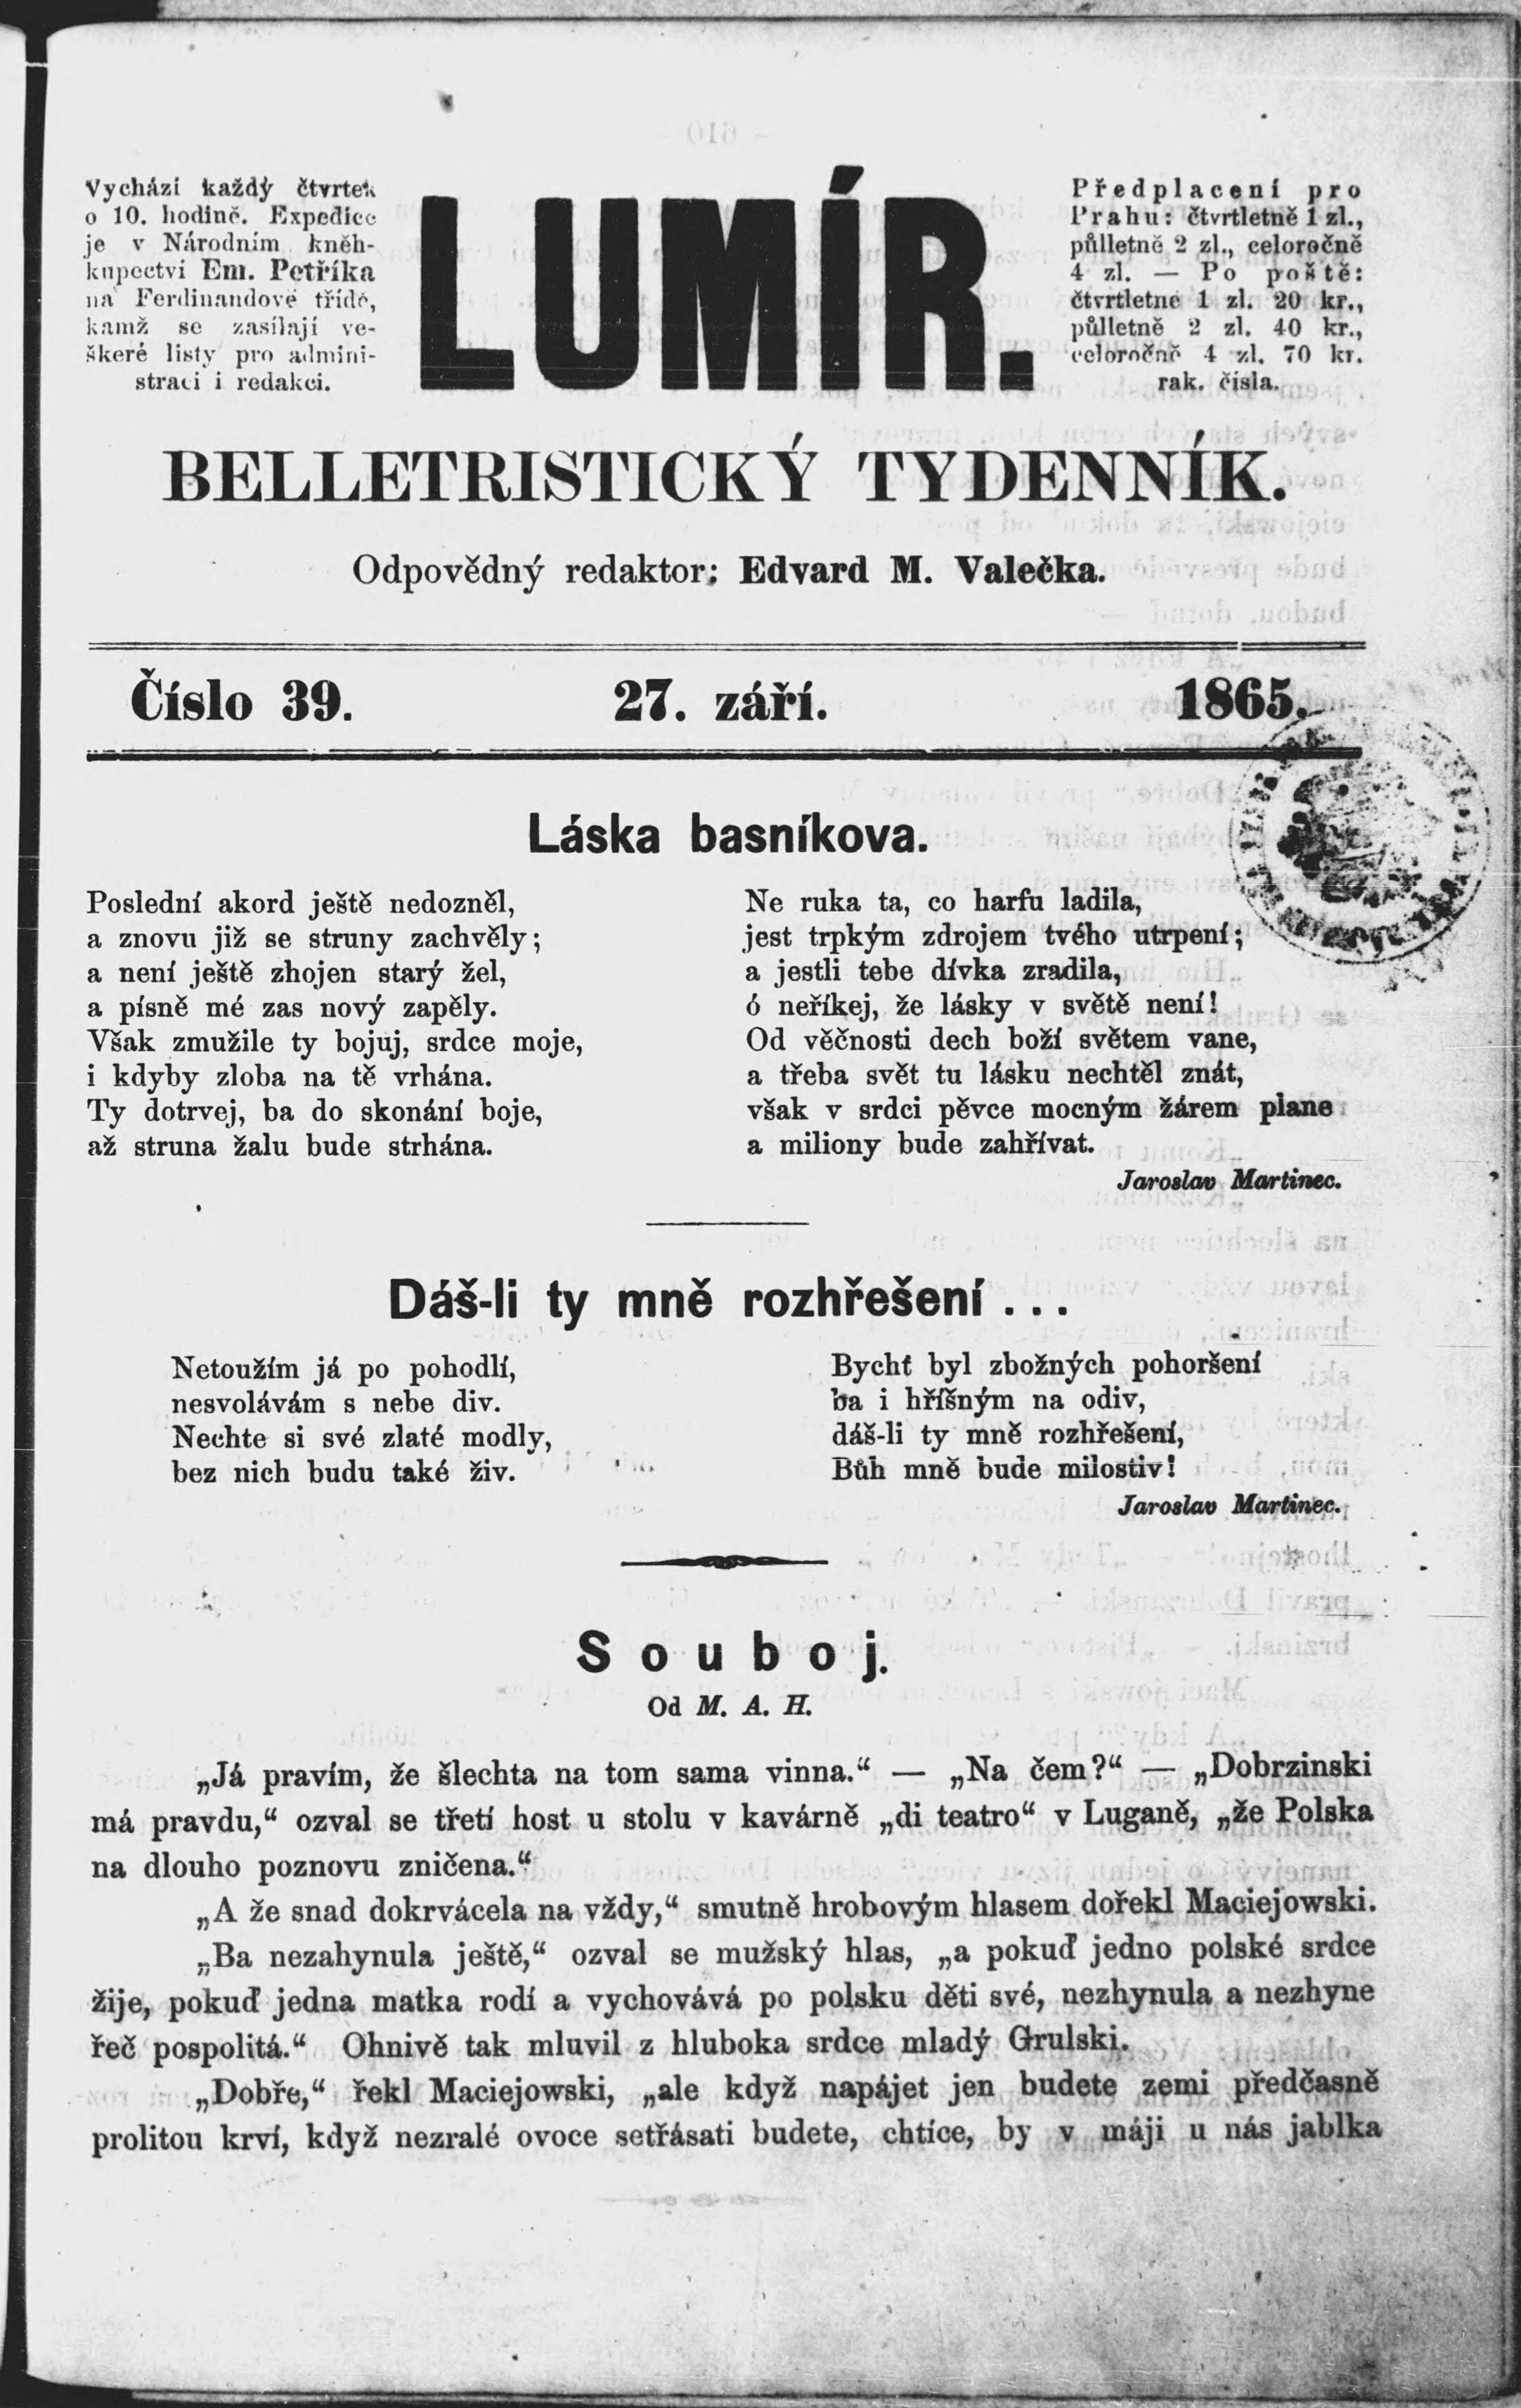 Vychází každý čtvrtek
o 10. hodině. Expedice
je v Národním kněh-
kupectví Em. Petříka
na Ferdinandově třídě,
kamž se zasílají ve-
škeré listy pro admini-
straci i redakci.
LUMÍR.
Předplacení pro
Prahu: čtvrtletně 1 zl.,
půlletně 2 zl., celoročně
4 zl. — Po poště:
čtvrtletně 1 zl. 20 kr.,
půlletně 2 zl. 40 kr.,
celoročně 4 zl. 70 kr.
rak. čísla.
BELLETRISTICKÝ TYDENNÍK.
Odpovědný redaktor: Edvard M. Valečka.
Číslo 39. 27. září. 1865.
Láska basníkova.
Poslední akord ještě nedozněl,
a znovu již se struny zachvěly;
a není ještě zhojen starý žel,
a písně mé zas nový zapěly.
Však zmužile ty bojuj, srdce moje,
i kdyby zloba na tě vrhána.
Ty dotrvej, ba do skonání boje,
až struna žalu bude strhána.
Ne ruka ta, co harfu ladila,
jest trpkým zdrojem tvého utrpení;
a jestli tebe dívka zradila,
ó neříkej, že lásky v světě není!
Od věčnosti dech boží světem vane,
a třeba svět tu lásku nechtěl znát,
však v srdci pěvce mocným žárem plane
a miliony bude zahřívat.
Jaroslav Martinec.
Dáš-li ty mně rozhřešení . . .
Netoužím já po pohodlí,
nesvolávám s nebe div.
Nechte si své zlaté modly,
bez nich budu také živ.
Bychť byl zbožných pohoršení
ba i hříšným na odiv,
dáš-li ty mně rozhřešení,
Bůh mně bude milostiv!
Jaroslav Martinec.
Souboj.
Od M. A. H.
„Já pravím, že šlechta na tom sama vinna.“ — „Na čem?“ — „Dobrzinski
má pravdu,“ ozval se třetí host u stolu v kavárně „di teatro“ v Luganě, „že Polska
na dlouho poznovu zničena.“
„A že snad dokrvácela na vždy,“ smutně hrobovým hlasem dořekl Maciejowski.
„Ba nezahynula ještě,“ ozval se mužský hlas, „a pokuď jedno polské srdce
žije, pokuď jedna matka rodí a vychovává po polsku děti své, nezhynula a nezhyne
řeč pospolitá.“ Ohnivě tak mluvil z hluboka srdce mladý Grulski.
„Dobře,“ řekl Maciejowski, „ale když napájet jen budete zemi předčasně
prolitou krví, když nezralé ovoce setřásati budete, chtíce, by v máji u nás jablka